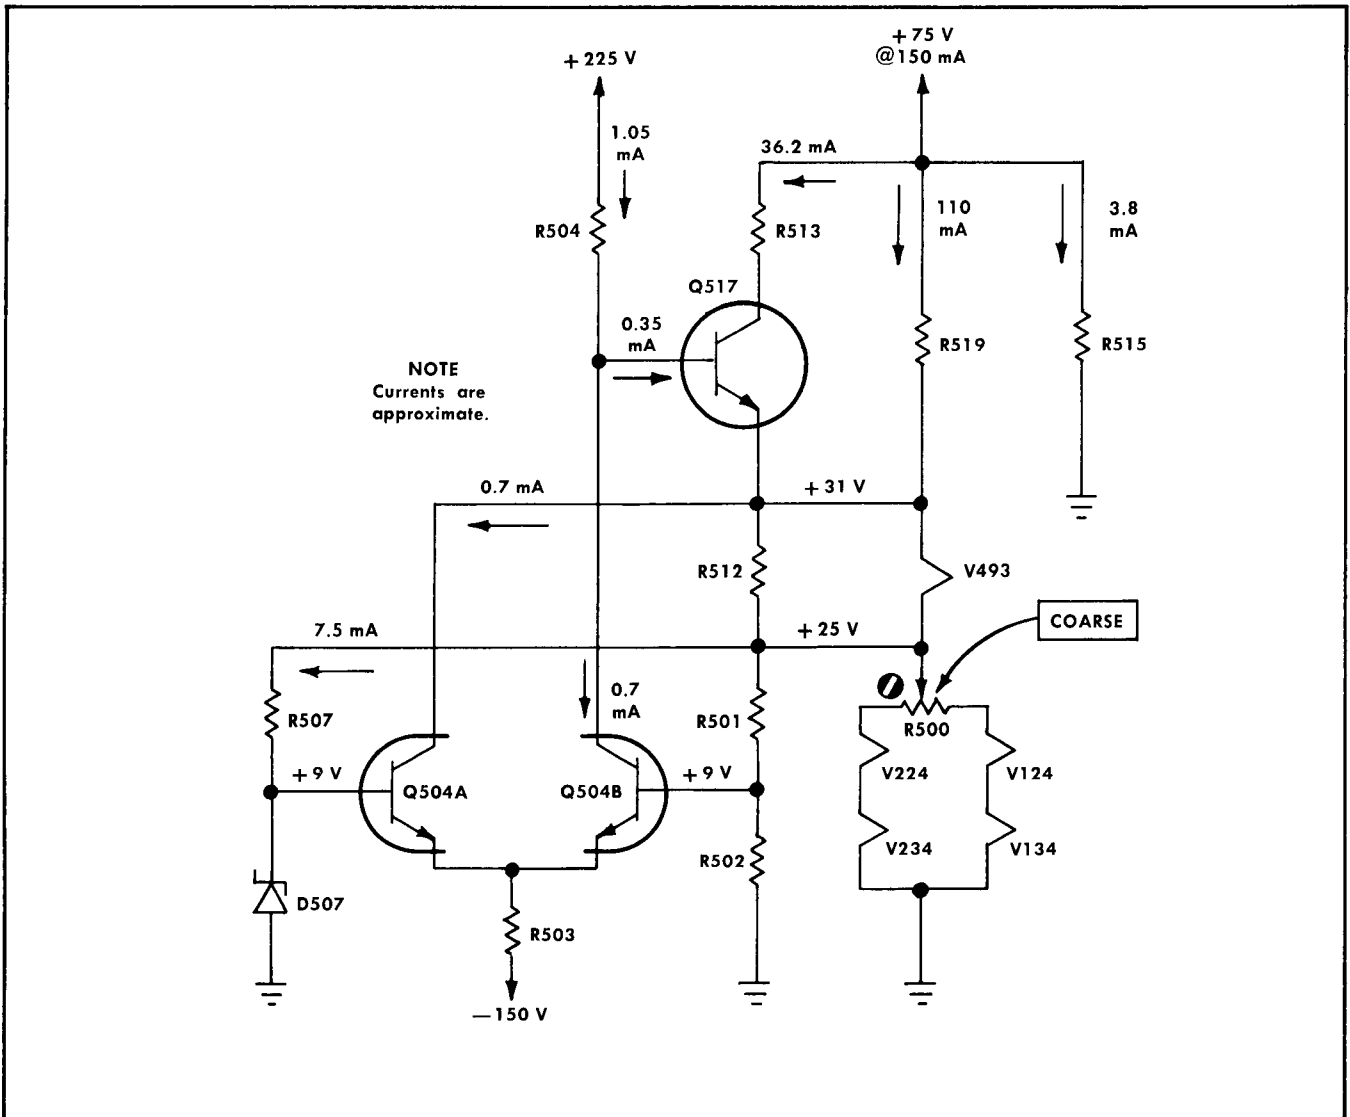 +75 V
@150 mA
+225 V
1.05
mA
36.2 mA
110
mA
3.8
mA
R504
R513
Q517
0.35
mA
R519
R515
NOTE
Currents are
approximate.
0.7 mA
+31 V
R512
V493
7.5 mA
+25 V
COARSE
0.7
mA
R507
R501
R500
V224
V124
+9 V
Q504A
Q504B
+9 V
V234
V134
R502
D507
R503
—150 V